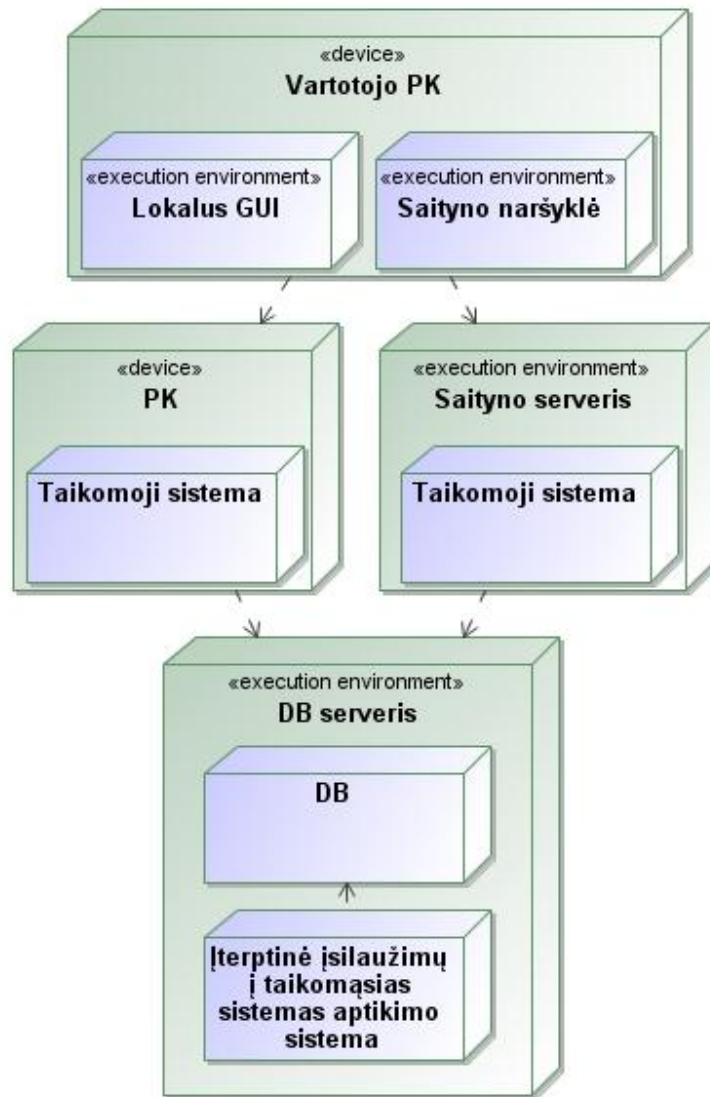 «device»
Vartotojo PK
«execution environment»
Lokalus GUI
«execution environment»
Saityno naršyklė
«device»
PK
Taikomoji sistema
«execution environment»
Saityno serveris
Taikomoji sistema
«execution environment»
DB serveris
DB
Įterptinė įsilaužimų
į taikomąsias
sistemas aptikimo
sistema